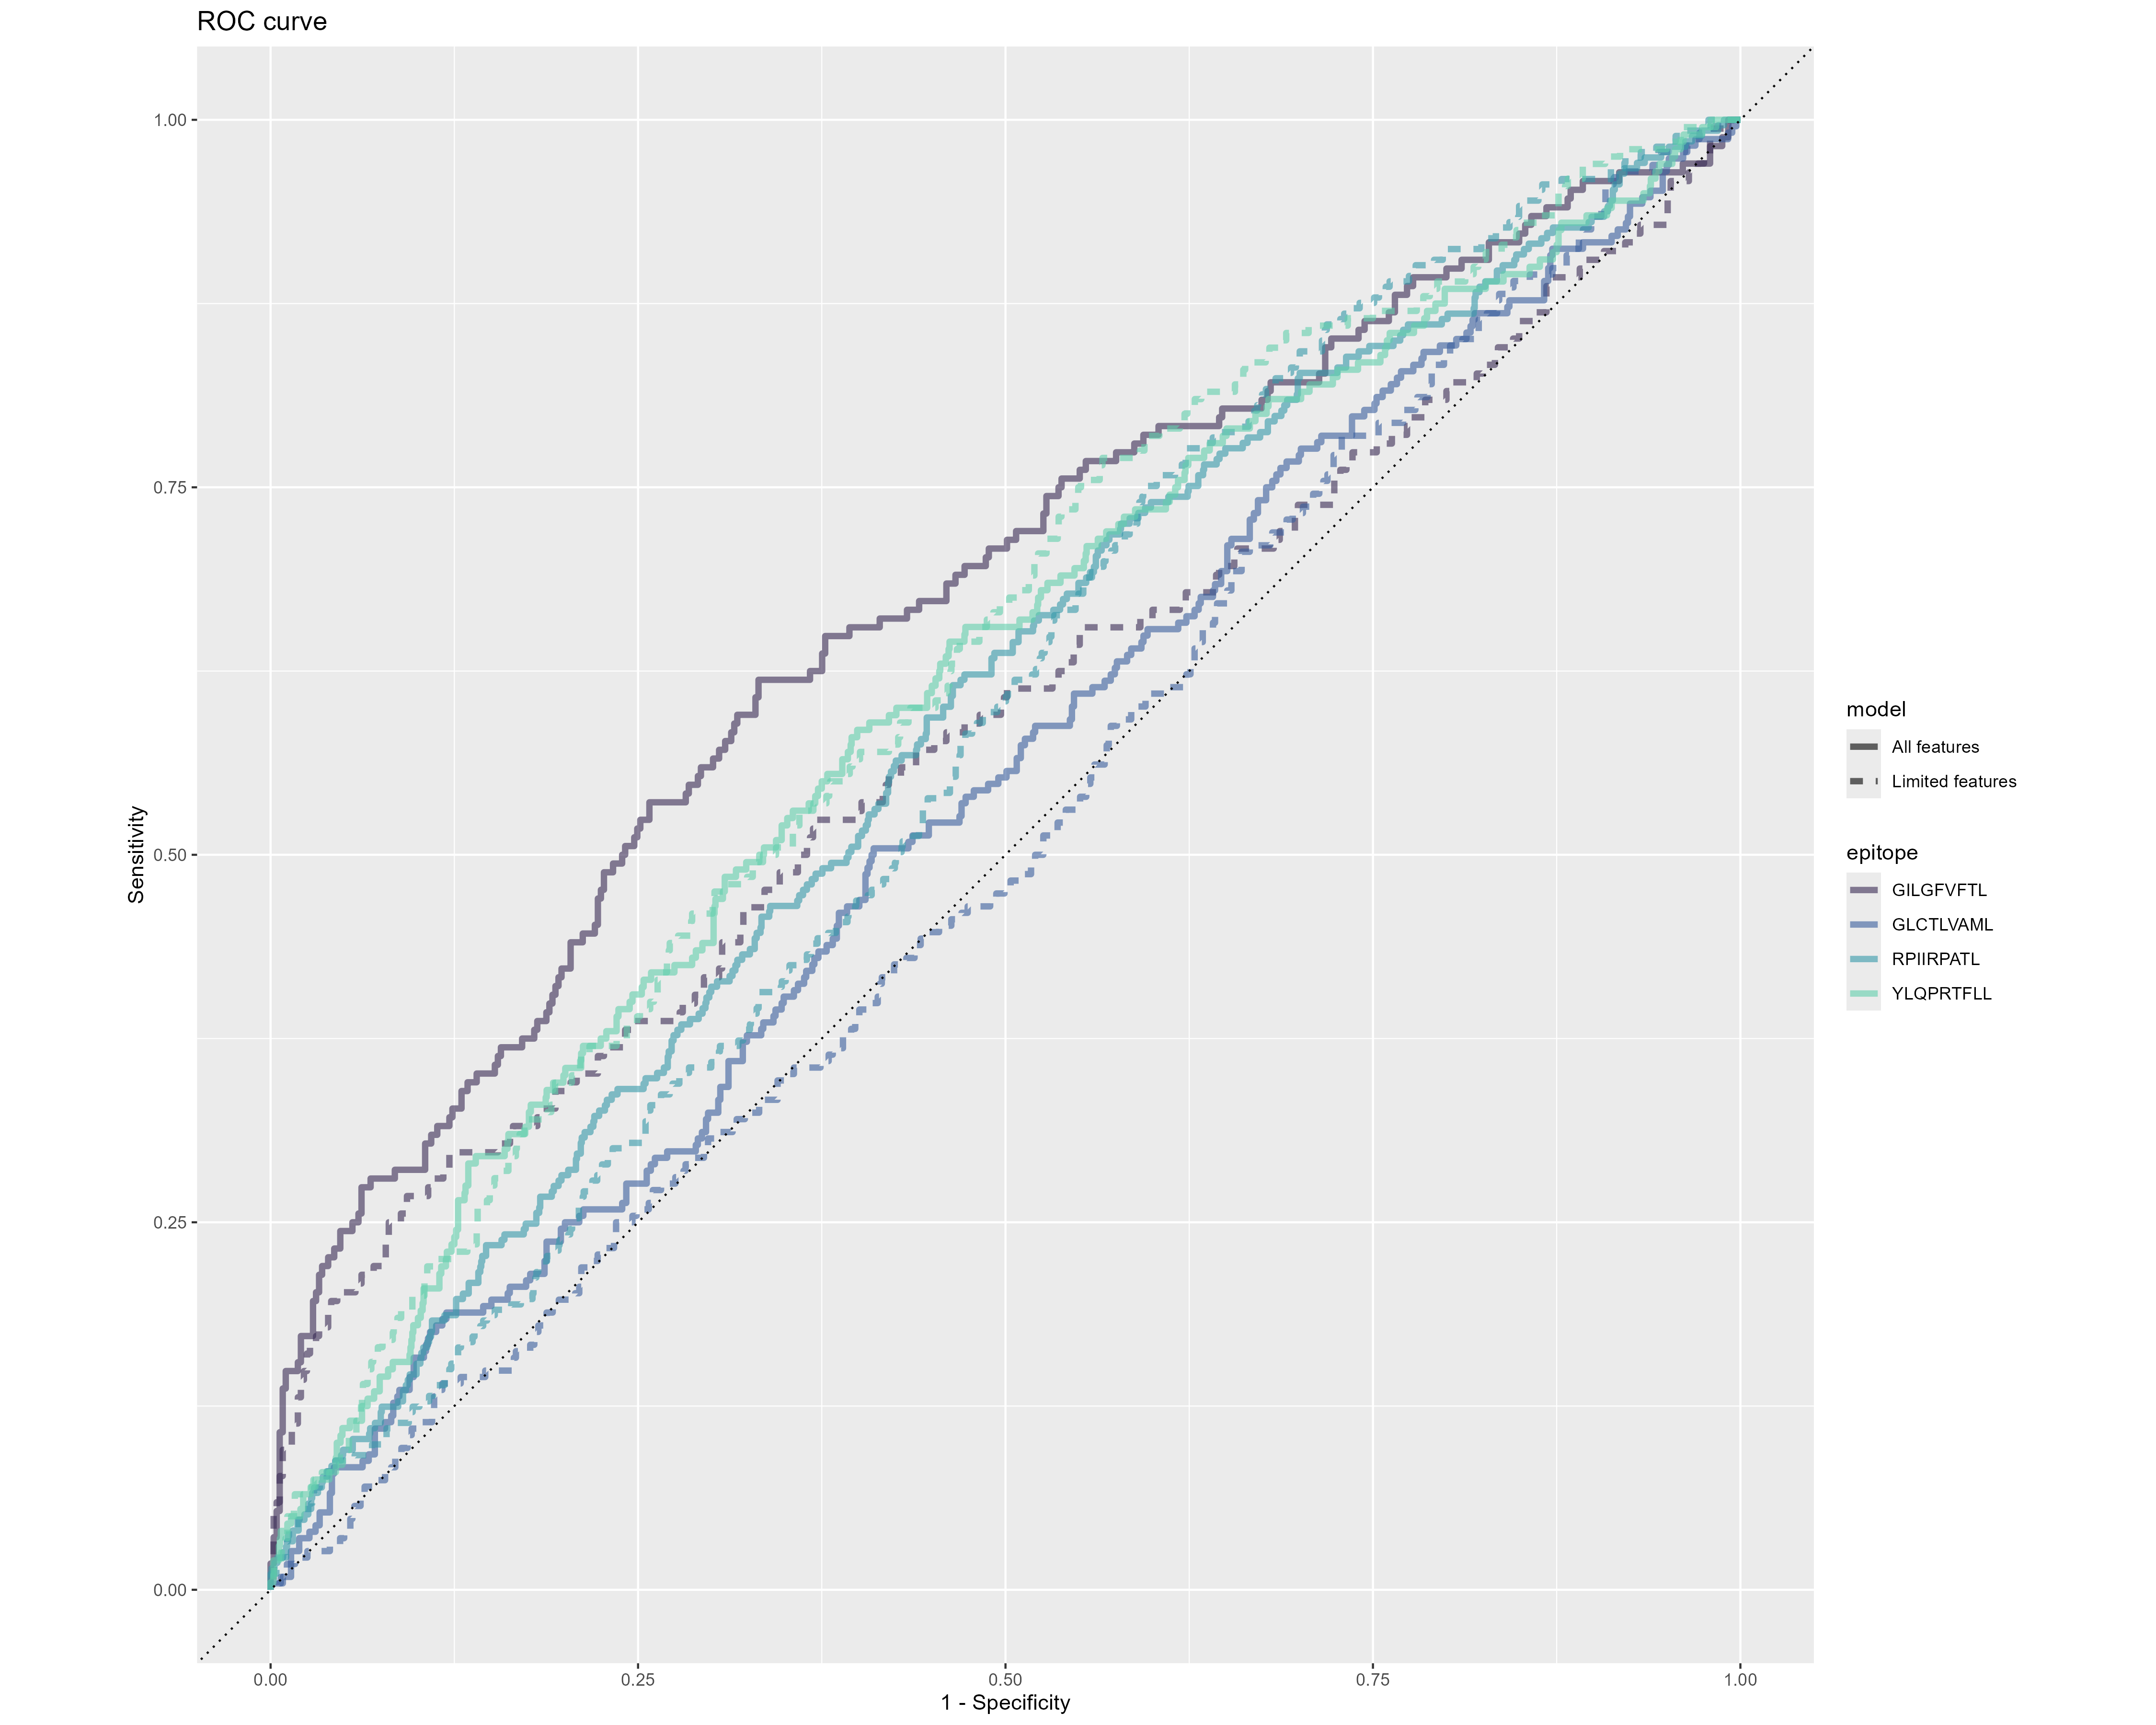 ROC curve
1.00
0.75
0.50
0.25
0.00
Sensitivity
0.00
0.25
0.50
0.75
1.00
1 - Specificity
model
All features
Limited features
epitope
GILGFVFTL
GLCTLVAML
RPIIRPATL
YLQPRTFLL